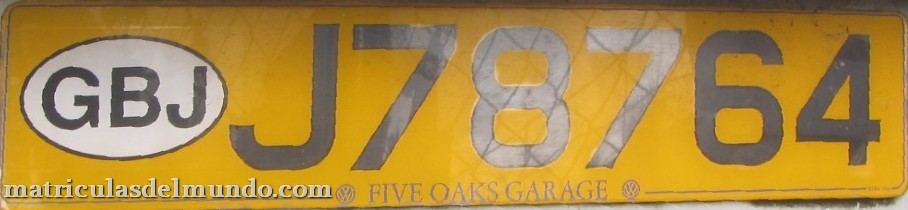 GBJ J78764
matriculasdelmundo.com FIVE OAKS GARAGE